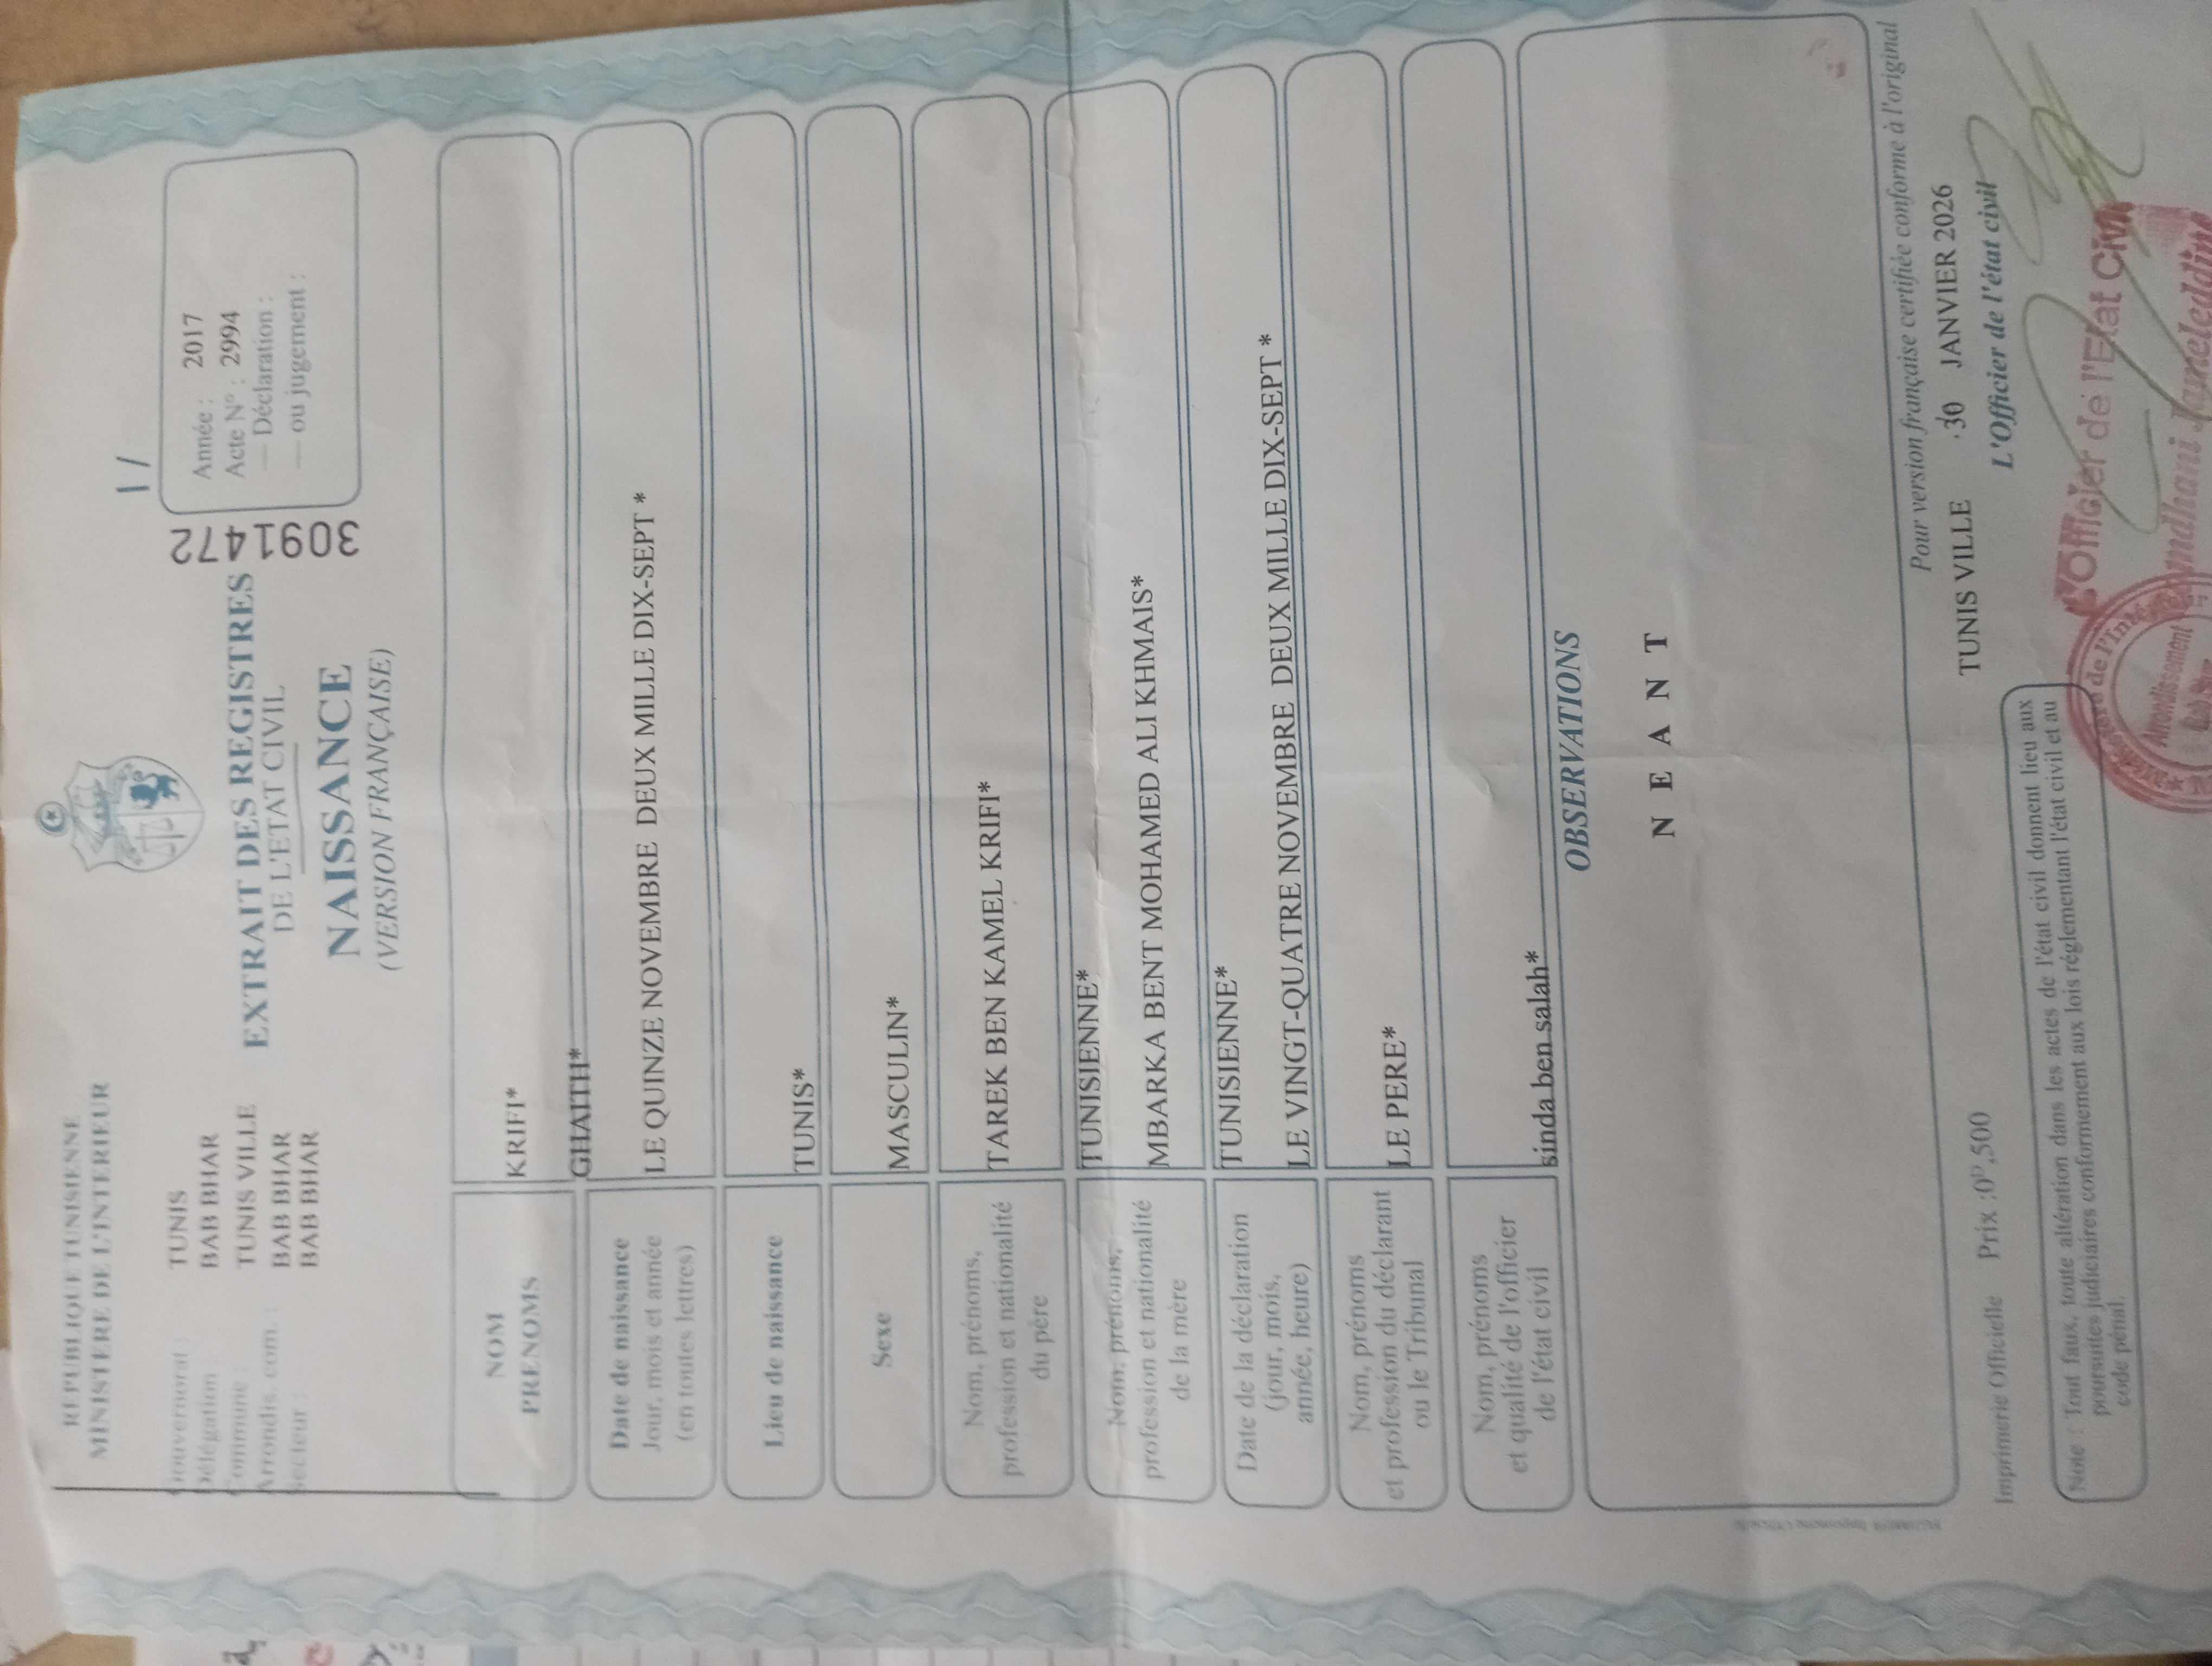 REPUBLIQUE TUNISIENNE
MINISTERE DE L'INTERIEUR
Gouvernorat : TUNIS
Délégation : BAB BHAR
Commune : TUNIS VILLE
Arrondis. com. : BAB BHAR
Secteur : BAB BHAR
EXTRAIT DES REGISTRES
DE L'ETAT CIVIL
NAISSANCE
(VERSION FRANÇAISE)
3091472
Année : 2017
Acte N° : 2994
— Déclaration :
— ou jugement :
NOM
PRENOMS
KRIFI*
GHAITH*
Date de naissance
Jour, mois et année
(en toutes lettres)
LE QUINZE NOVEMBRE DEUX MILLE DIX-SEPT *
Lieu de naissance
TUNIS*
Sexe
MASCULIN*
Nom, prénoms,
profession et nationalité
du père
TAREK BEN KAMEL KRIFI*
TUNISIENNE*
Nom, prénoms,
profession et nationalité
de la mère
MBARKA BENT MOHAMED ALI KHMAIS*
TUNISIENNE*
Date de la déclaration
(jour, mois,
année, heure)
LE VINGT-QUATRE NOVEMBRE DEUX MILLE DIX-SEPT *
Nom, prénoms
et profession du déclarant
ou le Tribunal
LE PERE*
Nom, prénoms
et qualité de l'officier
de l'état civil
sinda ben salah*
OBSERVATIONS
N E A N T
Pour version française certifiée conforme à l'original
TUNIS VILLE 30 JANVIER 2026
L'Officier de l'état civil
Imprimerie Officielle Prix :0ᴰ,500
Note : Tout faux, toute altération dans les actes de l'état civil donnent lieu aux
poursuites judiciaires conformement aux lois réglementant l'état civil et au
code pénal.
L'Officier de l'Etat Civil
Jameleddine
Arrondissement